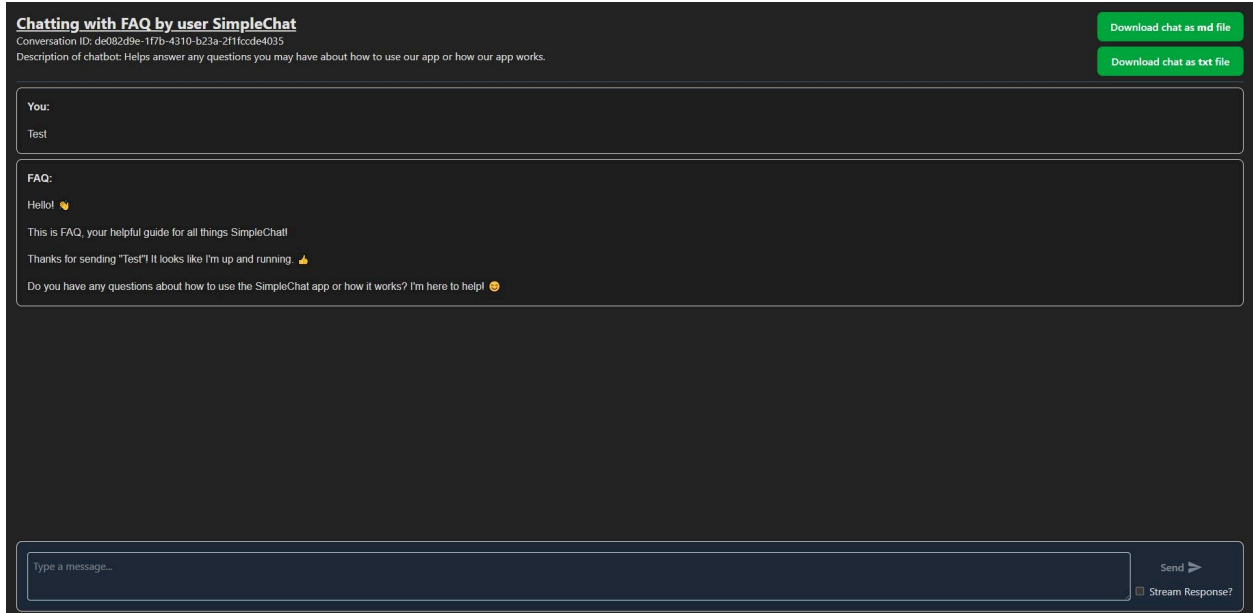 Chatting with FAQ by user SimpleChat
Conversation ID: de082d9e-1f7b-4310-b23a-2f1fccde4035
Description of chatbot: Helps answer any questions you may have about how to use our app or how our app works.
Download chat as md file
Download chat as txt file
You:
Test
FAQ:
Hello! 👋
This is FAQ, your helpful guide for all things SimpleChat!
Thanks for sending "Test"! It looks like I'm up and running. 👍
Do you have any questions about how to use the SimpleChat app or how it works? I'm here to help! 😊
Type a message...
Send
Stream Response?